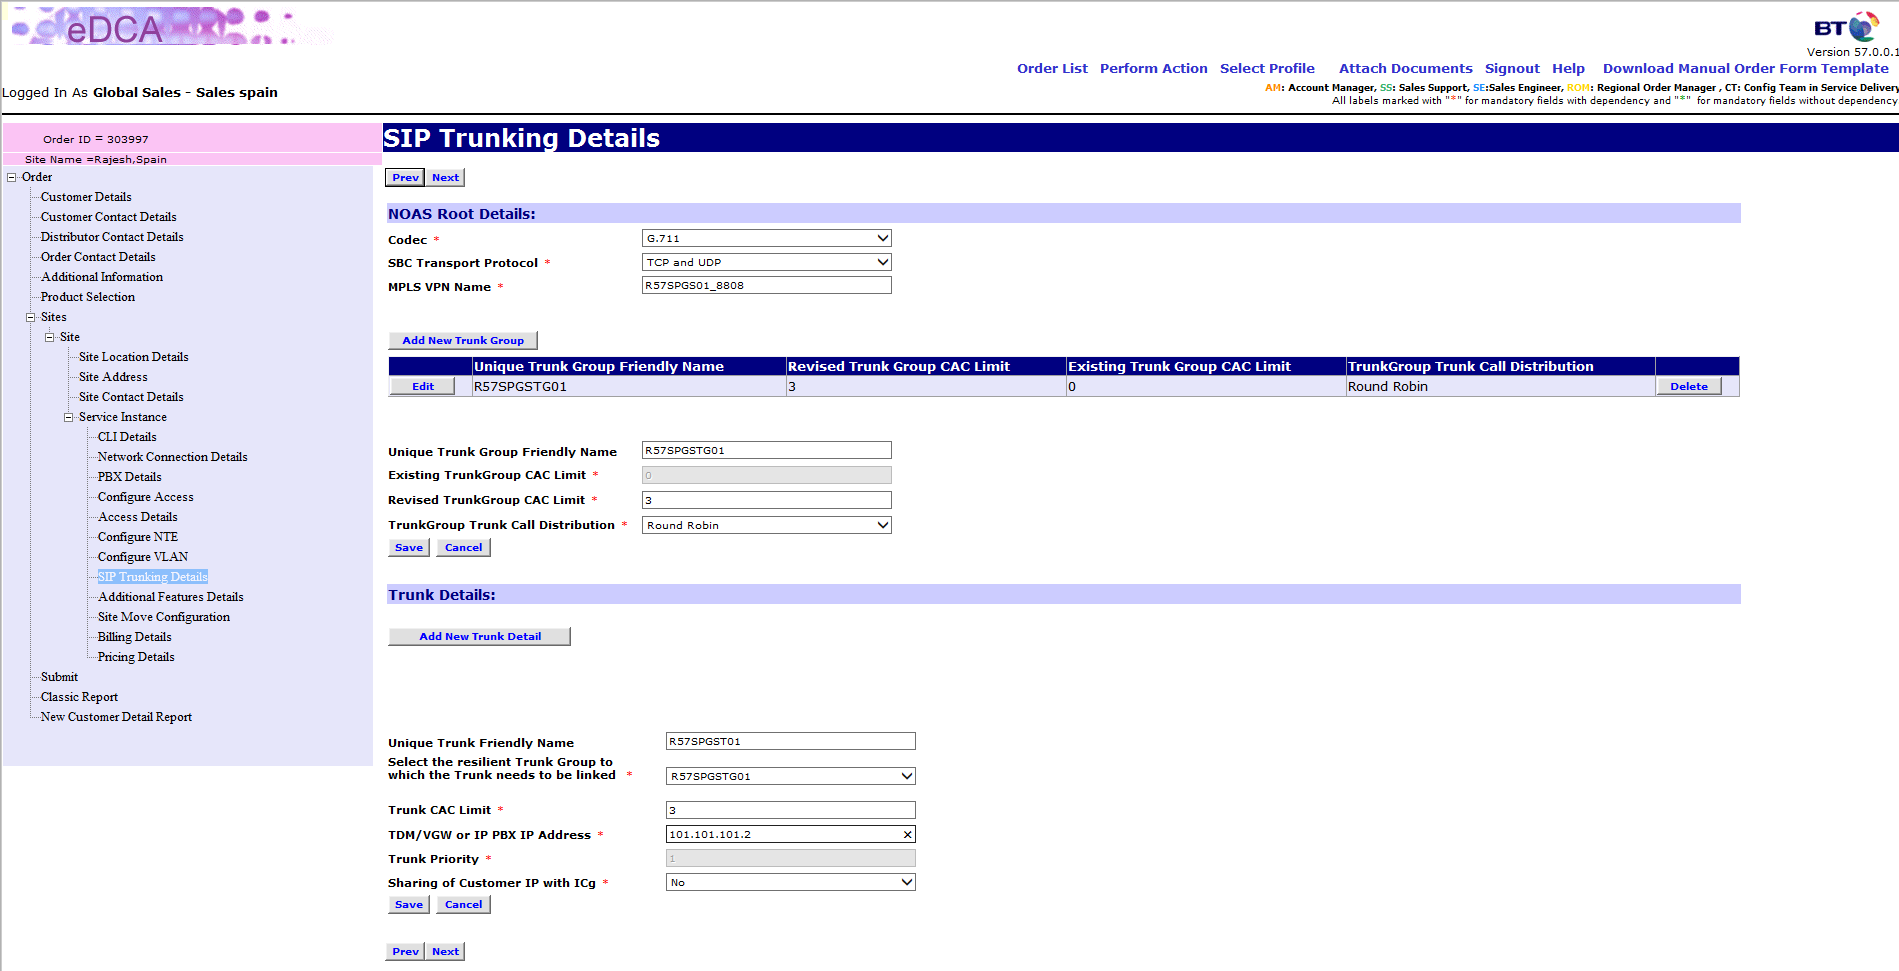 eDCA
BT
Version 57.0.0.1
Order List Perform Action Select Profile Attach Documents Signout Help Download Manual Order Form Template
Logged In As Global Sales - Sales spain
AM: Account Manager, SS: Sales Support, SE:Sales Engineer, ROM: Regional Order Manager , CT: Config Team in Service Delivery
All labels marked with "*" for mandatory fields with dependency and "*" for mandatory fields without dependency
Order ID = 303997
Site Name =Rajesh,Spain
Order
Customer Details
Customer Contact Details
Distributor Contact Details
Order Contact Details
Additional Information
Product Selection
Sites
Site
Site Location Details
Site Address
Site Contact Details
Service Instance
CLI Details
Network Connection Details
PBX Details
Configure Access
Access Details
Configure NTE
Configure VLAN
SIP Trunking Details
Additional Features Details
Site Move Configuration
Billing Details
Pricing Details
Submit
Classic Report
New Customer Detail Report
SIP Trunking Details
Prev Next
NOAS Root Details:
Codec * G.711
SBC Transport Protocol * TCP and UDP
MPLS VPN Name * R57SPGS01_8808
Add New Trunk Group
Unique Trunk Group Friendly Name Revised Trunk Group CAC Limit Existing Trunk Group CAC Limit TrunkGroup Trunk Call Distribution
Edit R57SPGSTG01 3 0 Round Robin Delete
Unique Trunk Group Friendly Name R57SPGSTG01
Existing TrunkGroup CAC Limit * 0
Revised TrunkGroup CAC Limit * 3
TrunkGroup Trunk Call Distribution * Round Robin
Save Cancel
Trunk Details:
Add New Trunk Detail
Unique Trunk Friendly Name R57SPGST01
Select the resilient Trunk Group to
which the Trunk needs to be linked * R57SPGSTG01
Trunk CAC Limit * 3
TDM/VGW or IP PBX IP Address * 101.101.101.2
Trunk Priority * 1
Sharing of Customer IP with ICg * No
Save Cancel
Prev Next